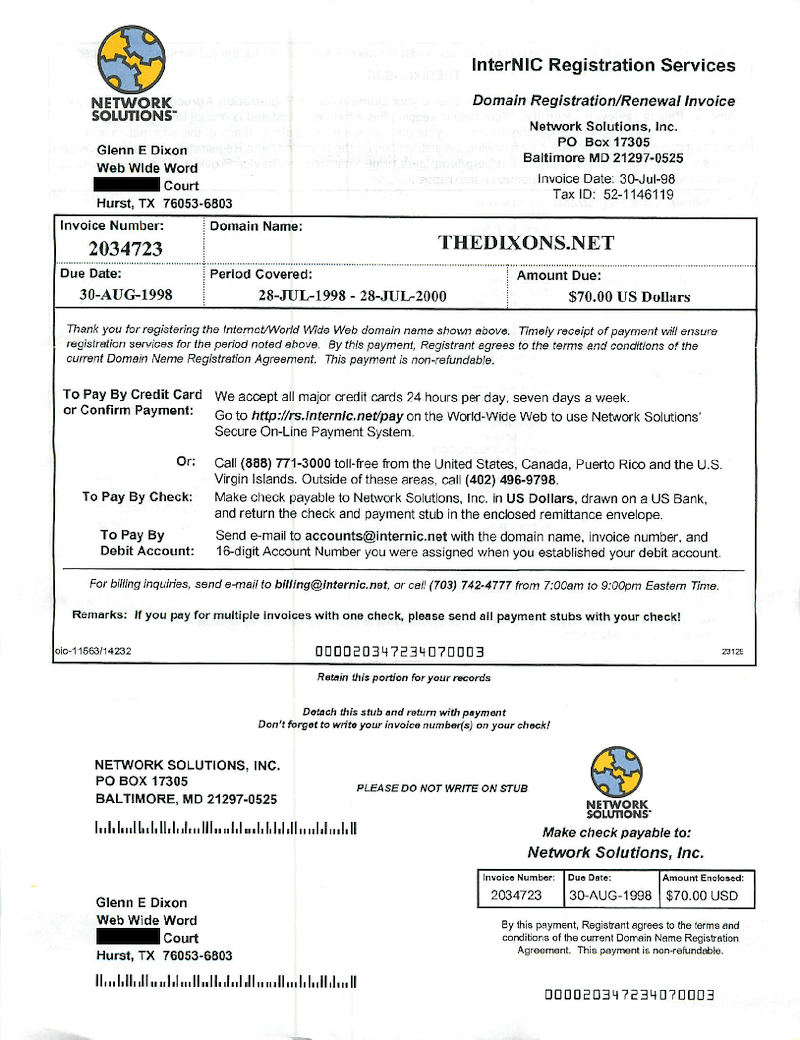 NETWORK
SOLUTIONS™
InterNIC Registration Services
Domain Registration/Renewal Invoice
Network Solutions, Inc.
PO Box 17305
Baltimore MD 21297-0525
Invoice Date: 30-Jul-98
Tax ID: 52-1146119
Glenn E Dixon
Web Wide Word
Court
Hurst, TX 76053-6803
Invoice Number:
2034723
Domain Name:
THEDIXONS.NET
Due Date:
30-AUG-1998
Period Covered:
28-JUL-1998 - 28-JUL-2000
Amount Due:
$70.00 US Dollars
Thank you for registering the Internet/World Wide Web domain name shown above. Timely receipt of payment will ensure
registration services for the period noted above. By this payment, Registrant agrees to the terms and conditions of the
current Domain Name Registration Agreement. This payment is non-refundable.
To Pay By Credit Card
or Confirm Payment:
We accept all major credit cards 24 hours per day, seven days a week.
Go to http://rs.internic.net/pay on the World-Wide Web to use Network Solutions'
Secure On-Line Payment System.
Or:
Call (888) 771-3000 toll-free from the United States, Canada, Puerto Rico and the U.S.
Virgin Islands. Outside of these areas, call (402) 496-9798.
To Pay By Check:
Make check payable to Network Solutions, Inc. in US Dollars, drawn on a US Bank,
and return the check and payment stub in the enclosed remittance envelope.
To Pay By
Debit Account:
Send e-mail to accounts@internic.net with the domain name, invoice number, and
16-digit Account Number you were assigned when you established your debit account.
For billing inquiries, send e-mail to billing@internic.net, or call (703) 742-4777 from 7:00am to 9:00pm Eastern Time.
Remarks: If you pay for multiple invoices with one check, please send all payment stubs with your check!
oic-11563/14232
000020347234070003
23125
Retain this portion for your records
Detach this stub and return with payment
Don't forget to write your invoice number(s) on your check!
NETWORK SOLUTIONS, INC.
PO BOX 17305
BALTIMORE, MD 21297-0525
PLEASE DO NOT WRITE ON STUB
NETWORK
SOLUTIONS™
Make check payable to:
Network Solutions, Inc.
Invoice Number:
2034723
Due Date:
30-AUG-1998
Amount Enclosed:
$70.00 USD
Glenn E Dixon
Web Wide Word
Court
Hurst, TX 76053-6803
By this payment, Registrant agrees to the terms and
conditions of the current Domain Name Registration
Agreement. This payment is non-refundable.
000020347234070003